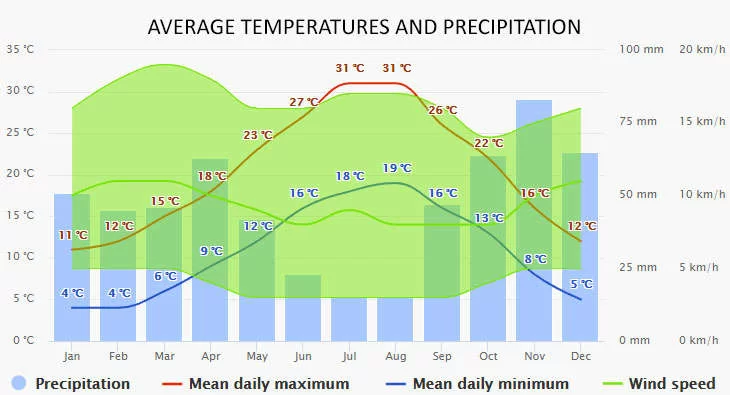 AVERAGE TEMPERATURES AND PRECIPITATION
35 °C 100 mm 20 km/h
30 °C
25 °C 75 mm 15 km/h
20 °C
15 °C 50 mm 10 km/h
10 °C 25 mm 5 km/h
5 °C
0 °C 0 mm 0 km/h
11 °C 12 °C 15 °C 18 °C 23 °C 27 °C 31 °C 31 °C 26 °C 22 °C 16 °C 12 °C
4 °C 4 °C 6 °C 9 °C 12 °C 16 °C 18 °C 19 °C 16 °C 13 °C 8 °C 5 °C
Jan Feb Mar Apr May Jun Jul Aug Sep Oct Nov Dec
Precipitation Mean daily maximum Mean daily minimum Wind speed